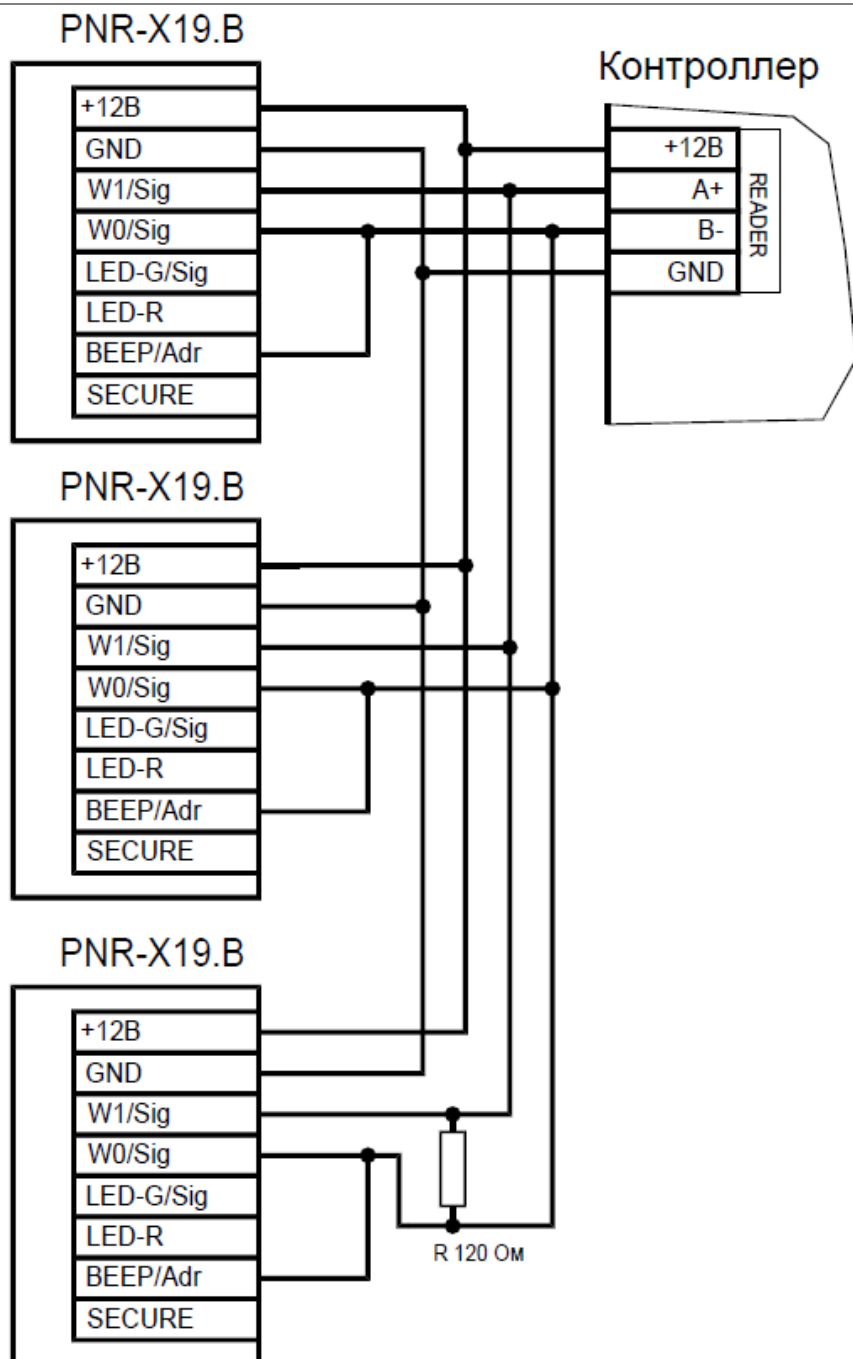 PNR-X19.B
+12В
GND
W1/Sig
W0/Sig
LED-G/Sig
LED-R
BEEP/Adr
SECURE
Контроллер
+12В
A+
B-
GND
READER
PNR-X19.B
+12В
GND
W1/Sig
W0/Sig
LED-G/Sig
LED-R
BEEP/Adr
SECURE
PNR-X19.B
+12В
GND
W1/Sig
W0/Sig
LED-G/Sig
LED-R
BEEP/Adr
SECURE
R 120 Ом